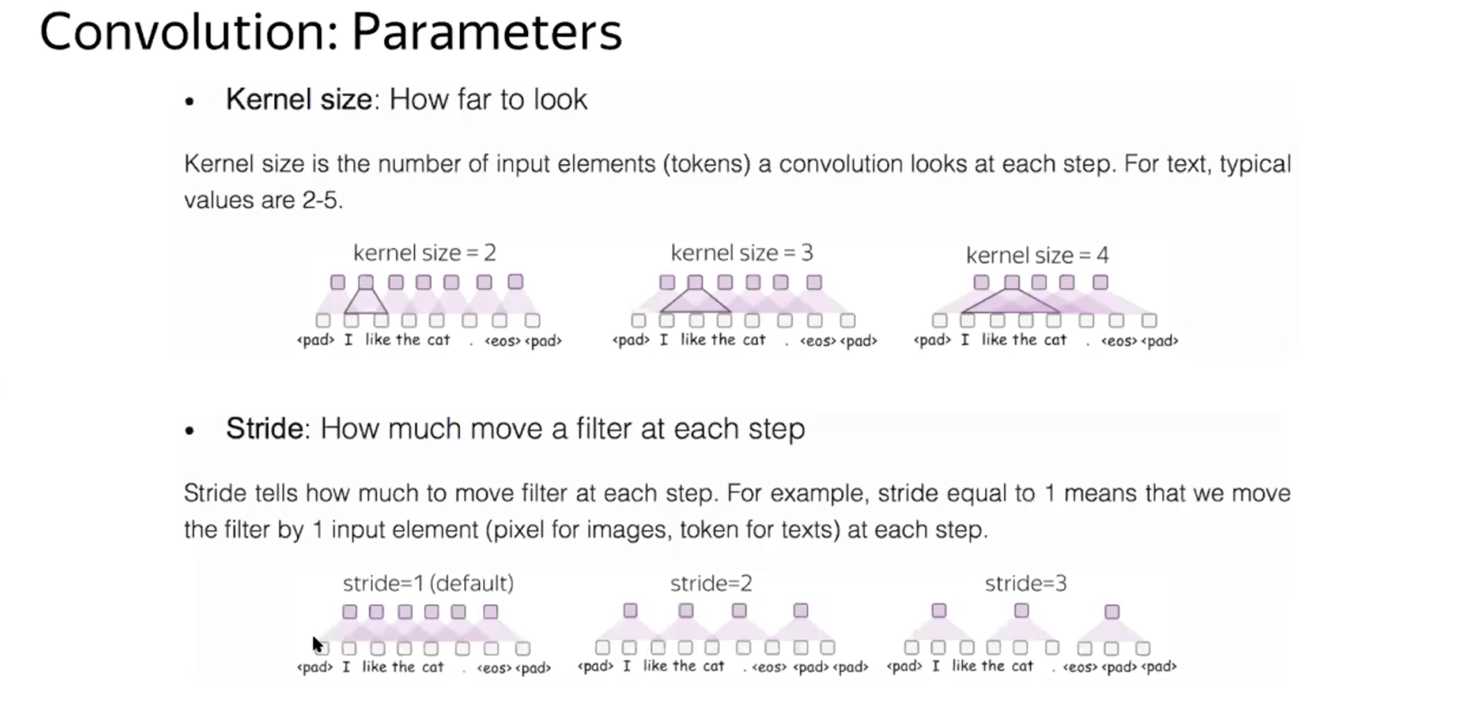 Convolution: Parameters
• Kernel size: How far to look
Kernel size is the number of input elements (tokens) a convolution looks at each step. For text, typical
values are 2-5.
kernel size = 2
kernel size = 3
kernel size = 4
<pad> I like the cat . <eos> <pad>
<pad> I like the cat . <eos> <pad>
<pad> I like the cat . <eos> <pad>
• Stride: How much move a filter at each step
Stride tells how much to move filter at each step. For example, stride equal to 1 means that we move
the filter by 1 input element (pixel for images, token for texts) at each step.
stride=1 (default)
stride=2
stride=3
<pad> I like the cat . <eos> <pad>
<pad> I like the cat . <eos> <pad> <pad>
<pad> I like the cat . <eos> <pad> <pad>